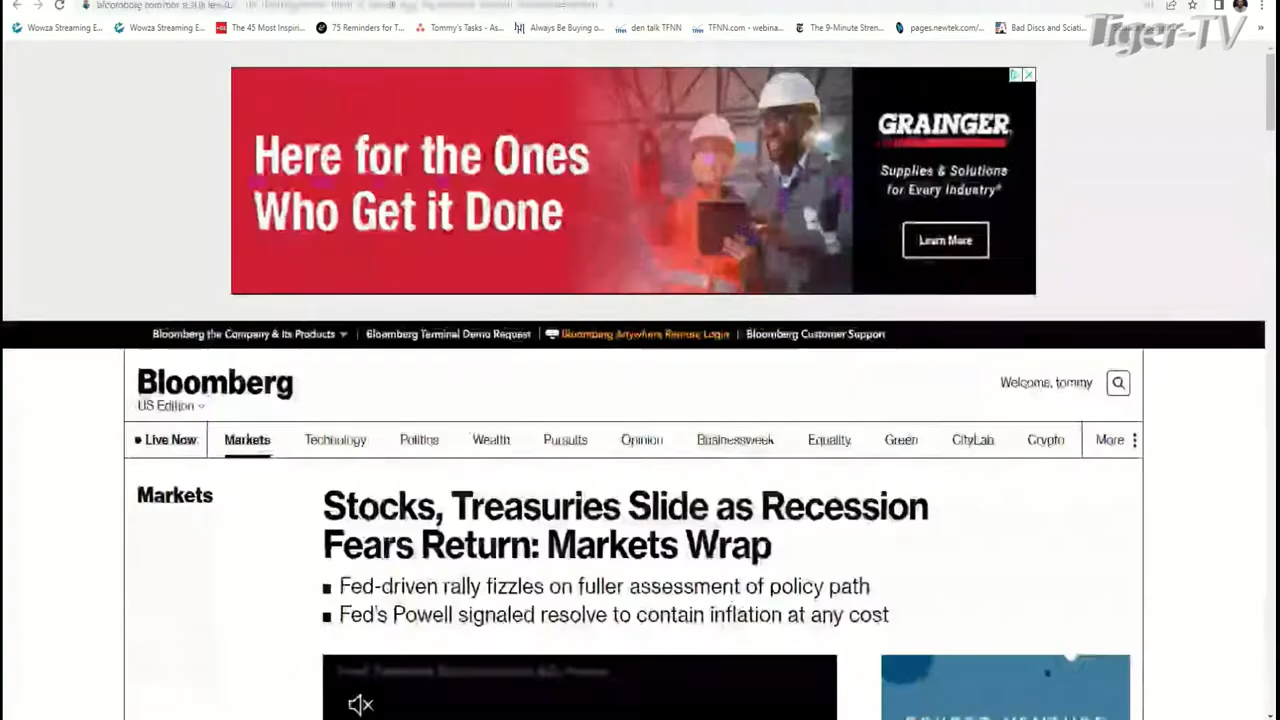 Wowza Streaming E... Wowza Streaming E... The 45 Most Inspiri... 75 Reminders for T... Tommy's Tasks - As... Always Be Buying o... den talk TFNN TFNN.com - webina... The 9-Minute Stren... pages.newtek.com/... Bad Discs and Sciati...
Tiger-TV
Here for the Ones
Who Get it Done
GRAINGER
Supplies & Solutions
for Every Industry®
Learn More
Bloomberg the Company & Its Products | Bloomberg Terminal Demo Request | Bloomberg Anywhere Remote Login | Bloomberg Customer Support
Bloomberg
US Edition
Welcome, tommy
Live Now Markets Technology Politics Wealth Pursuits Opinion Businessweek Equality Green CityLab Crypto More
Markets
Stocks, Treasuries Slide as Recession
Fears Return: Markets Wrap
Fed-driven rally fizzles on fuller assessment of policy path
Fed's Powell signaled resolve to contain inflation at any cost